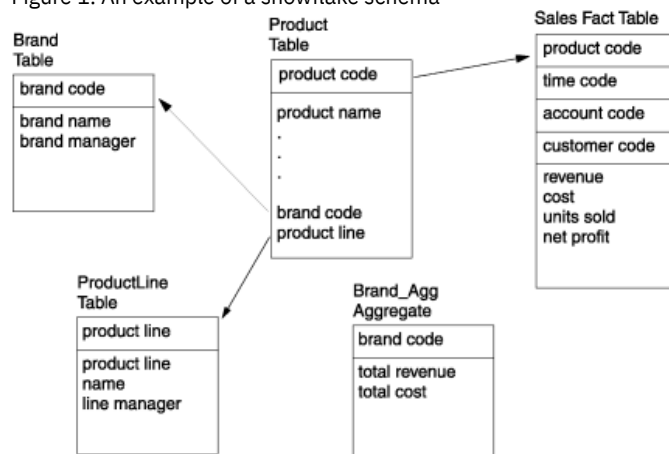 Figure 1. An example of a snowflake schema
Brand
Table
brand code
brand name
brand manager
Product
Table
product code
product name
.
.
.
brand code
product line
Sales Fact Table
product code
time code
account code
customer code
revenue
cost
units sold
net profit
ProductLine
Table
product line
product line
name
line manager
Brand_Agg
Aggregate
brand code
total revenue
total cost